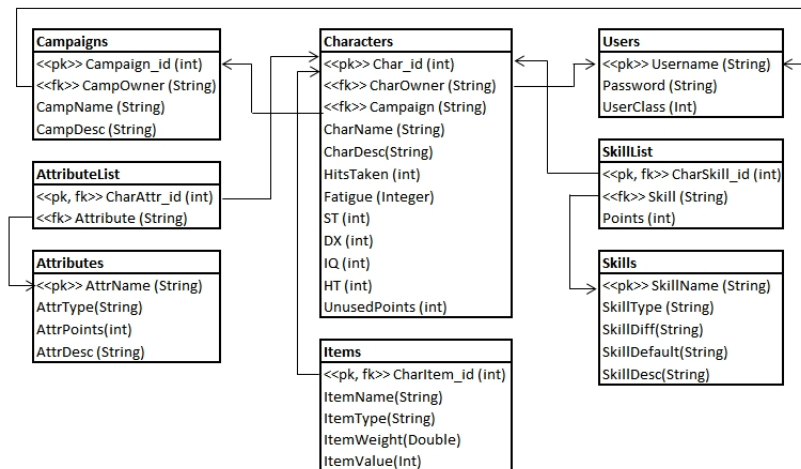 Campaigns
<<pk>> Campaign_id (int)
<<fk>> CampOwner (String)
CampName (String)
CampDesc (String)
AttributeList
<<pk, fk>> CharAttr_id (int)
<<fk> Attribute (String)
Attributes
<<pk>> AttrName (String)
AttrType(String)
AttrPoints(int)
AttrDesc (String)
Characters
<<pk>> Char_id (int)
<<fk>> CharOwner (String)
<<fk>> Campaign (String)
CharName (String)
CharDesc(String)
HitsTaken (int)
Fatigue (Integer)
ST (int)
DX (int)
IQ (int)
HT (int)
UnusedPoints (int)
Items
<<pk, fk>> CharItem_id (int)
ItemName(String)
ItemType(String)
ItemWeight(Double)
ItemValue(Int)
Users
<<pk>> Username (String)
Password (String)
UserClass (Int)
SkillList
<<pk, fk>> CharSkill_id (int)
<<fk>> Skill (String)
Points (int)
Skills
<<pk>> SkillName (String)
SkillType (String)
SkillDiff(String)
SkillDefault(String)
SkillDesc(String)